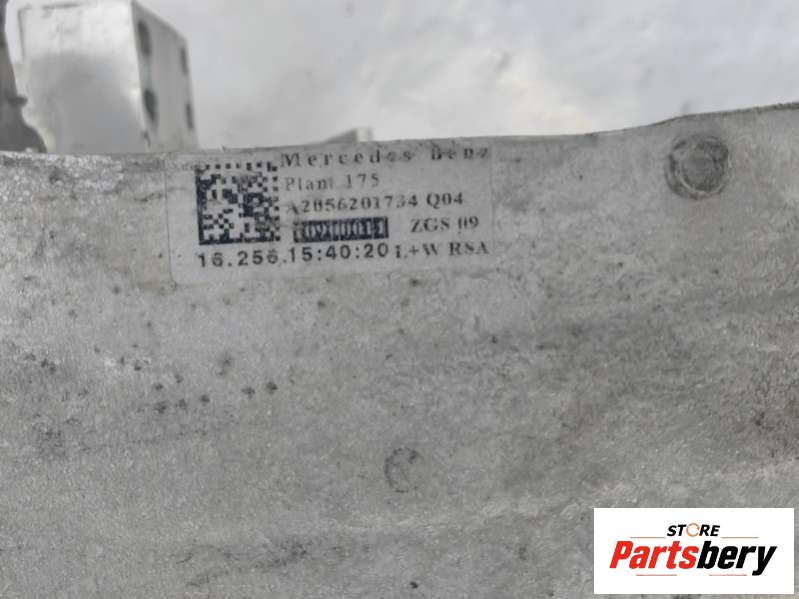 Mercedes Benz
Plant 175
A2056201734 Q04
ZGS 09
16.256.15:40:20 L+W RSA
STORE
Partsbery